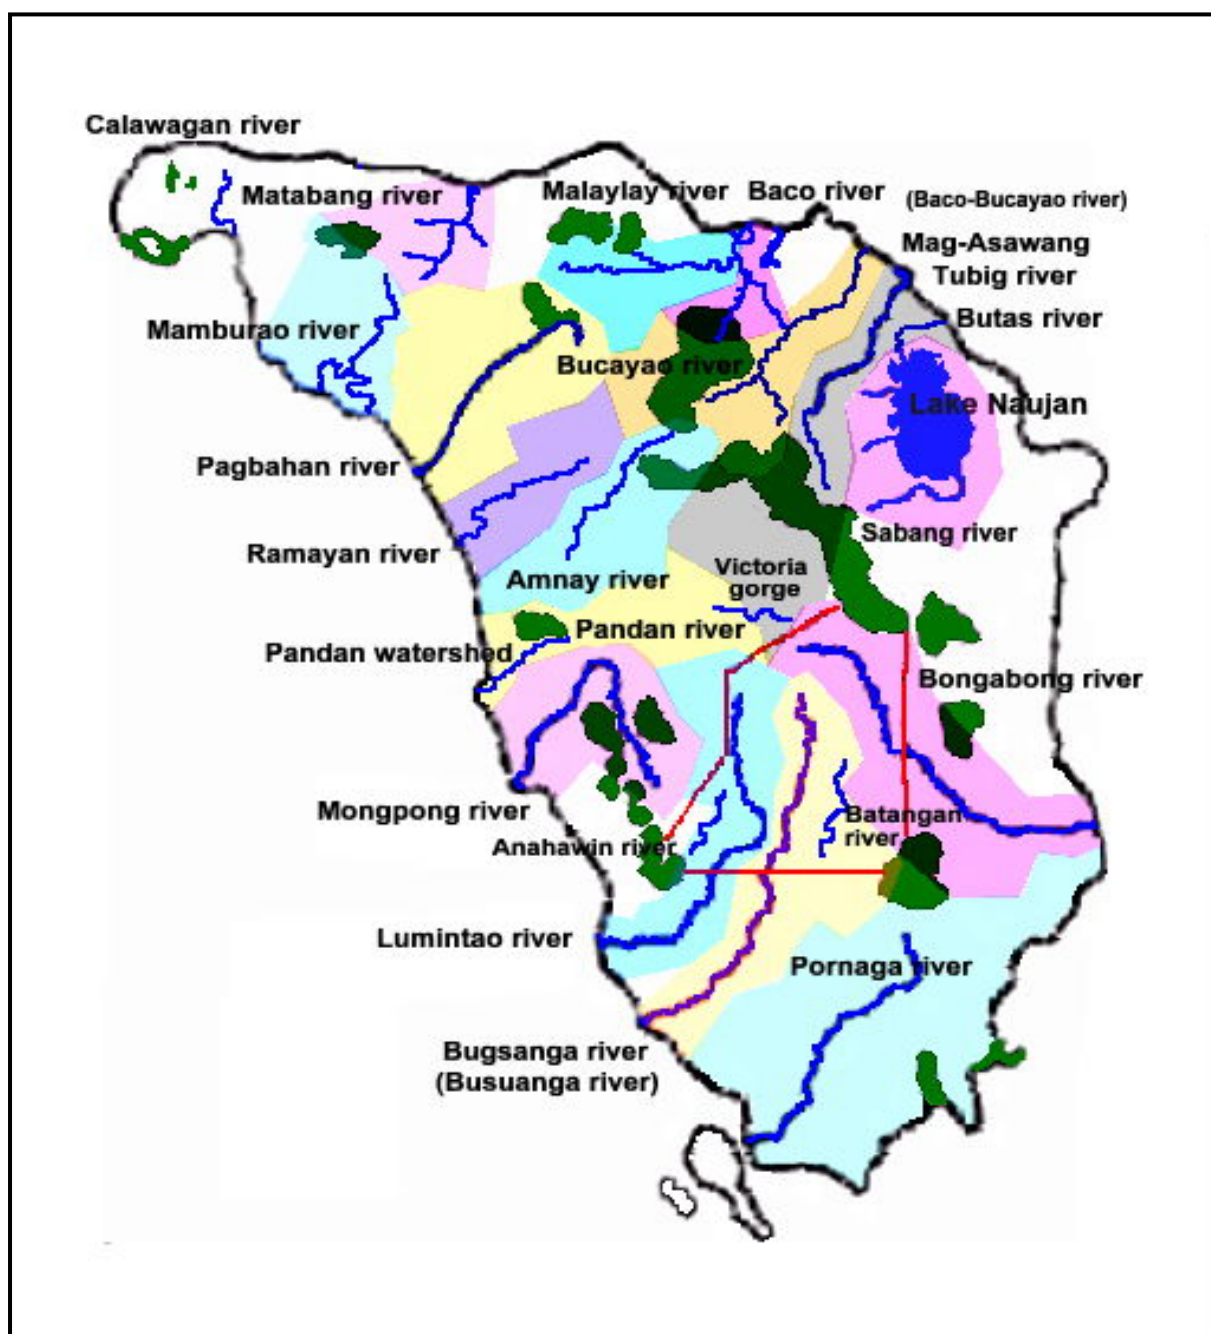 Calawagan river
Matabang river
Malaylay river
Baco river
(Baco-Bucayao river)
Mag-Asawang
Tubig river
Mamburao river
Butas river
Bucayao river
Lake Naujan
Pagbahan river
Sabang river
Ramayan river
Amnay river
Victoria
gorge
Pandan river
Pandan watershed
Bongabong river
Mongpong river
Batangan
river
Anahawin river
Lumintao river
Pornaga river
Bugsanga river
(Busuanga river)